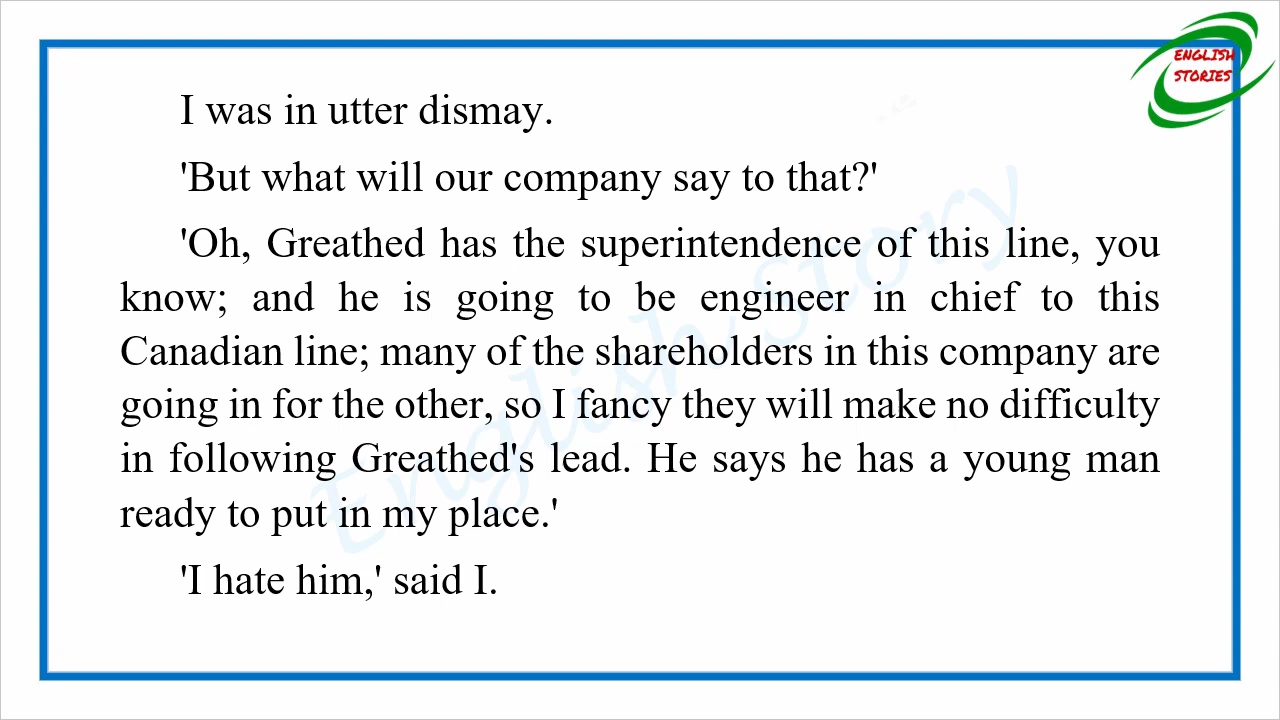 ENGLISH
STORIES
I was in utter dismay.
'But what will our company say to that?'
'Oh, Greathed has the superintendence of this line, you
know; and he is going to be engineer in chief to this
Canadian line; many of the shareholders in this company are
going in for the other, so I fancy they will make no difficulty
in following Greathed's lead. He says he has a young man
ready to put in my place.'
'I hate him,' said I.
English Story